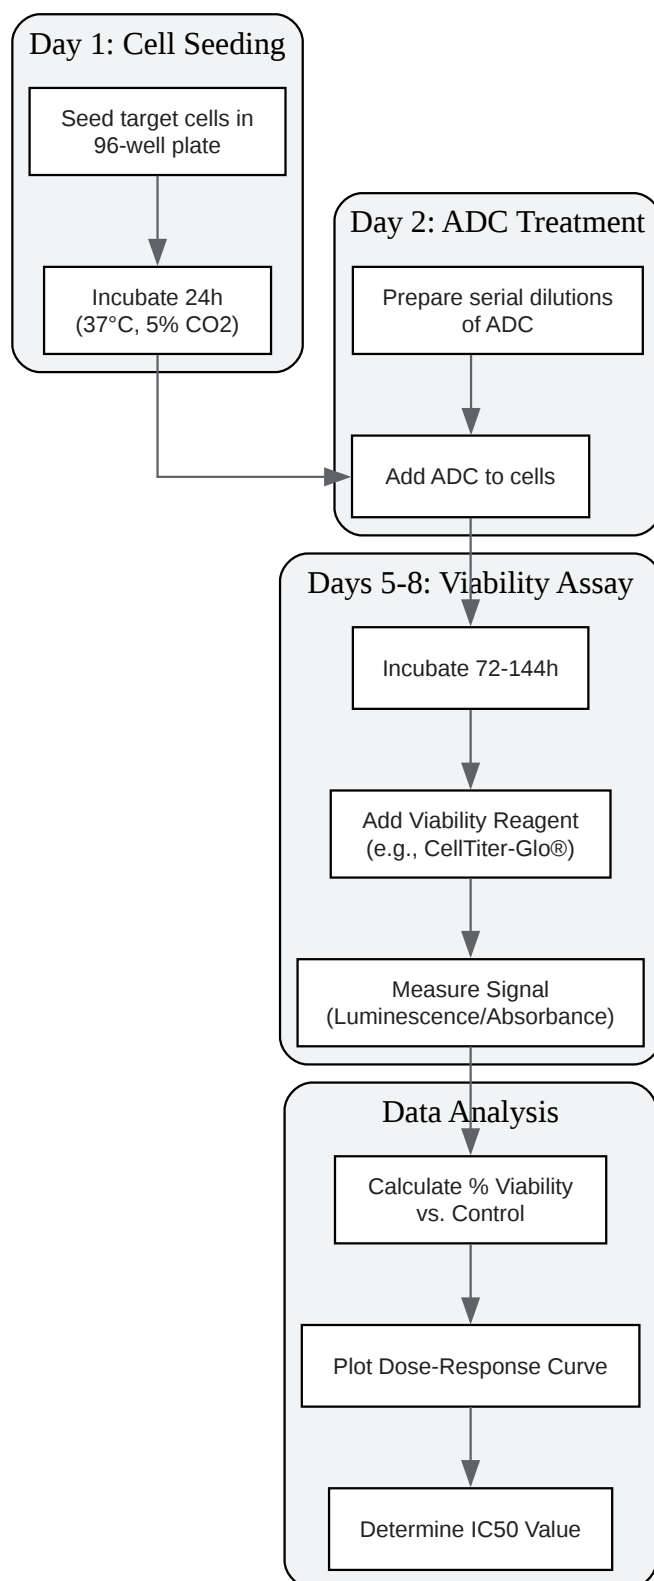 Day 1: Cell Seeding
Seed target cells in
96-well plate
Incubate 24h
(37°C, 5% CO2)
Day 2: ADC Treatment
Prepare serial dilutions
of ADC
Add ADC to cells
Days 5-8: Viability Assay
Incubate 72-144h
Add Viability Reagent
(e.g., CellTiter-Glo®)
Measure Signal
(Luminescence/Absorbance)
Data Analysis
Calculate % Viability
vs. Control
Plot Dose-Response Curve
Determine IC50 Value